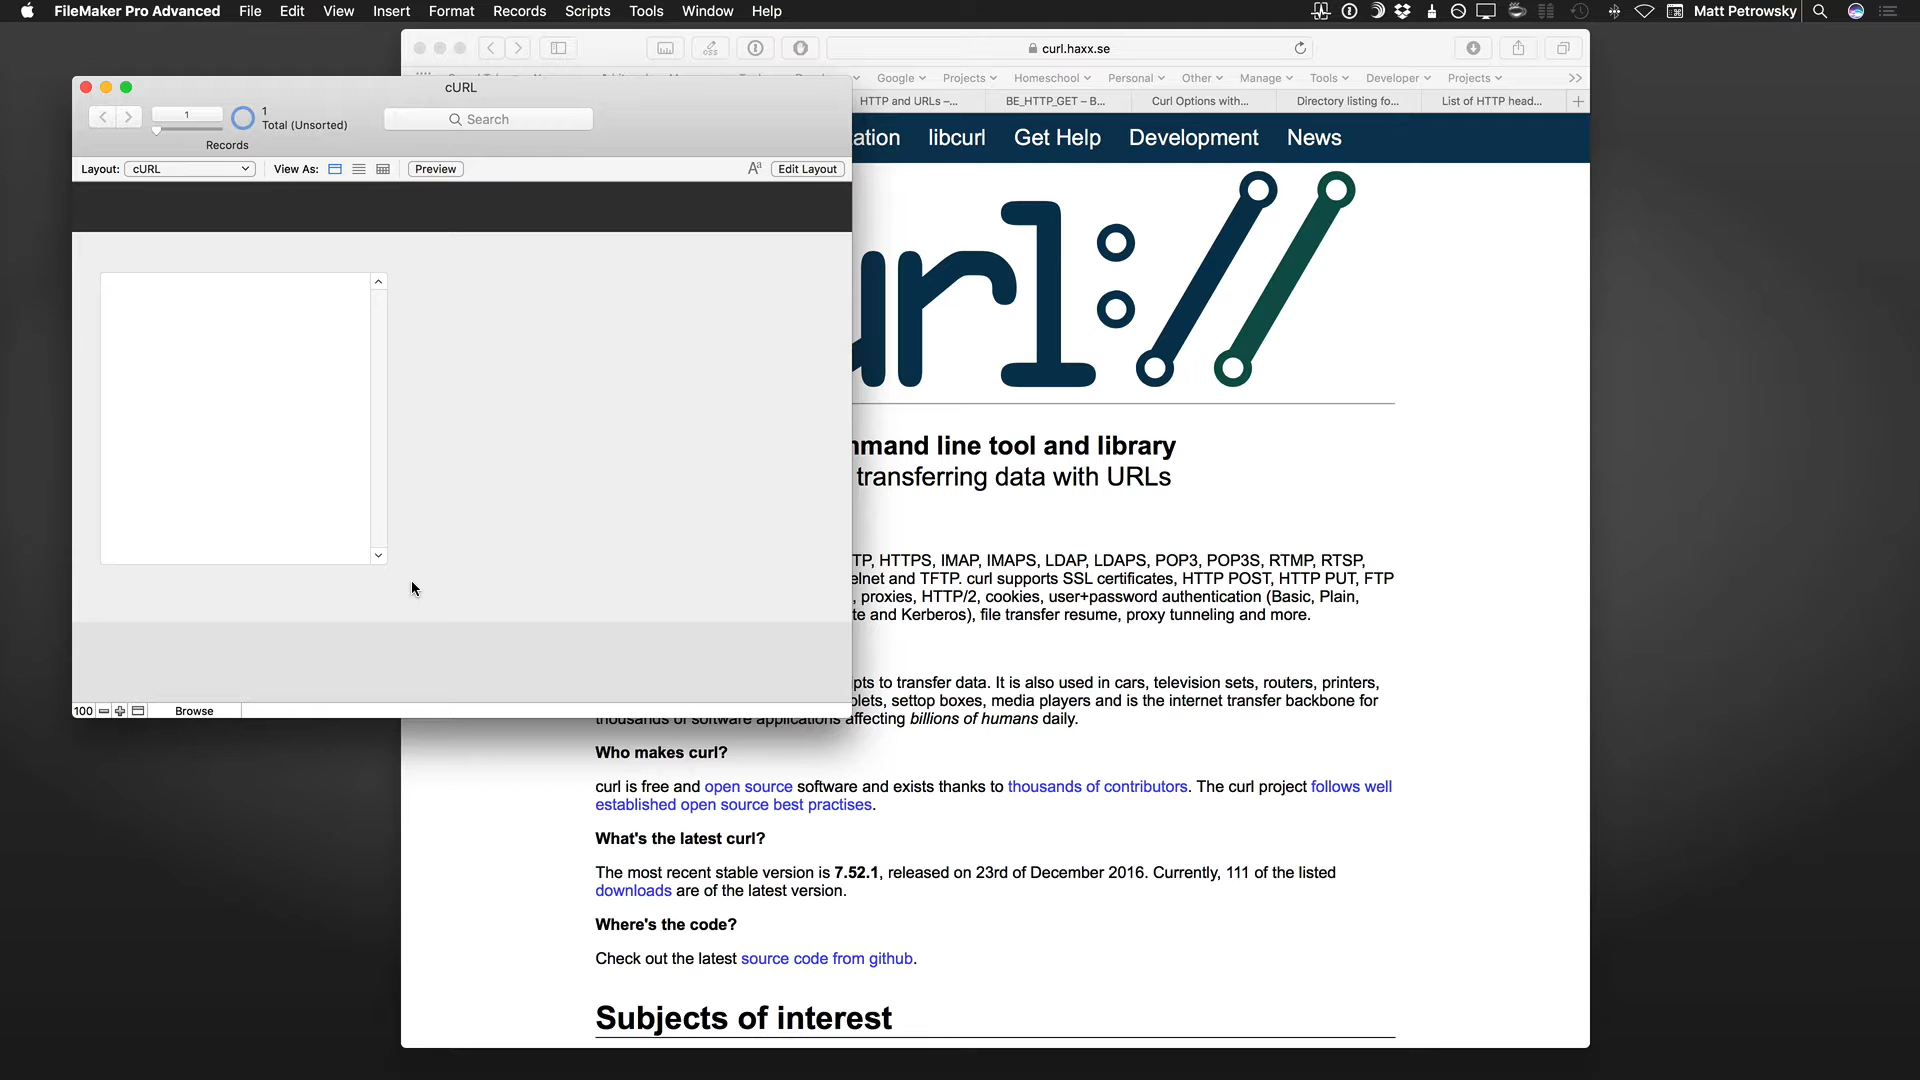 FileMaker Pro Advanced File Edit View Insert Format Records Scripts Tools Window Help Matt Petrowsky
curl.haxx.se
Google Projects Homeschool Personal Other Manage Tools Developer Projects
HTTP and URLs –... BE_HTTP_GET – B... Curl Options with... Directory listing fo... List of HTTP head...
cURL
1
1
Total (Unsorted)
Search
Records
Layout: cURL View As: Preview Aa Edit Layout
100 Browse
ation libcurl Get Help Development News
url://
mmand line tool and library
transferring data with URLs
TP, HTTPS, IMAP, IMAPS, LDAP, LDAPS, POP3, POP3S, RTMP, RTSP,
elnet and TFTP. curl supports SSL certificates, HTTP POST, HTTP PUT, FTP
, proxies, HTTP/2, cookies, user+password authentication (Basic, Plain,
te and Kerberos), file transfer resume, proxy tunneling and more.
pts to transfer data. It is also used in cars, television sets, routers, printers,
blets, settop boxes, media players and is the internet transfer backbone for
thousands of software applications affecting billions of humans daily.
Who makes curl?
curl is free and open source software and exists thanks to thousands of contributors. The curl project follows well
established open source best practises.
What's the latest curl?
The most recent stable version is 7.52.1, released on 23rd of December 2016. Currently, 111 of the listed
downloads are of the latest version.
Where's the code?
Check out the latest source code from github.
Subjects of interest